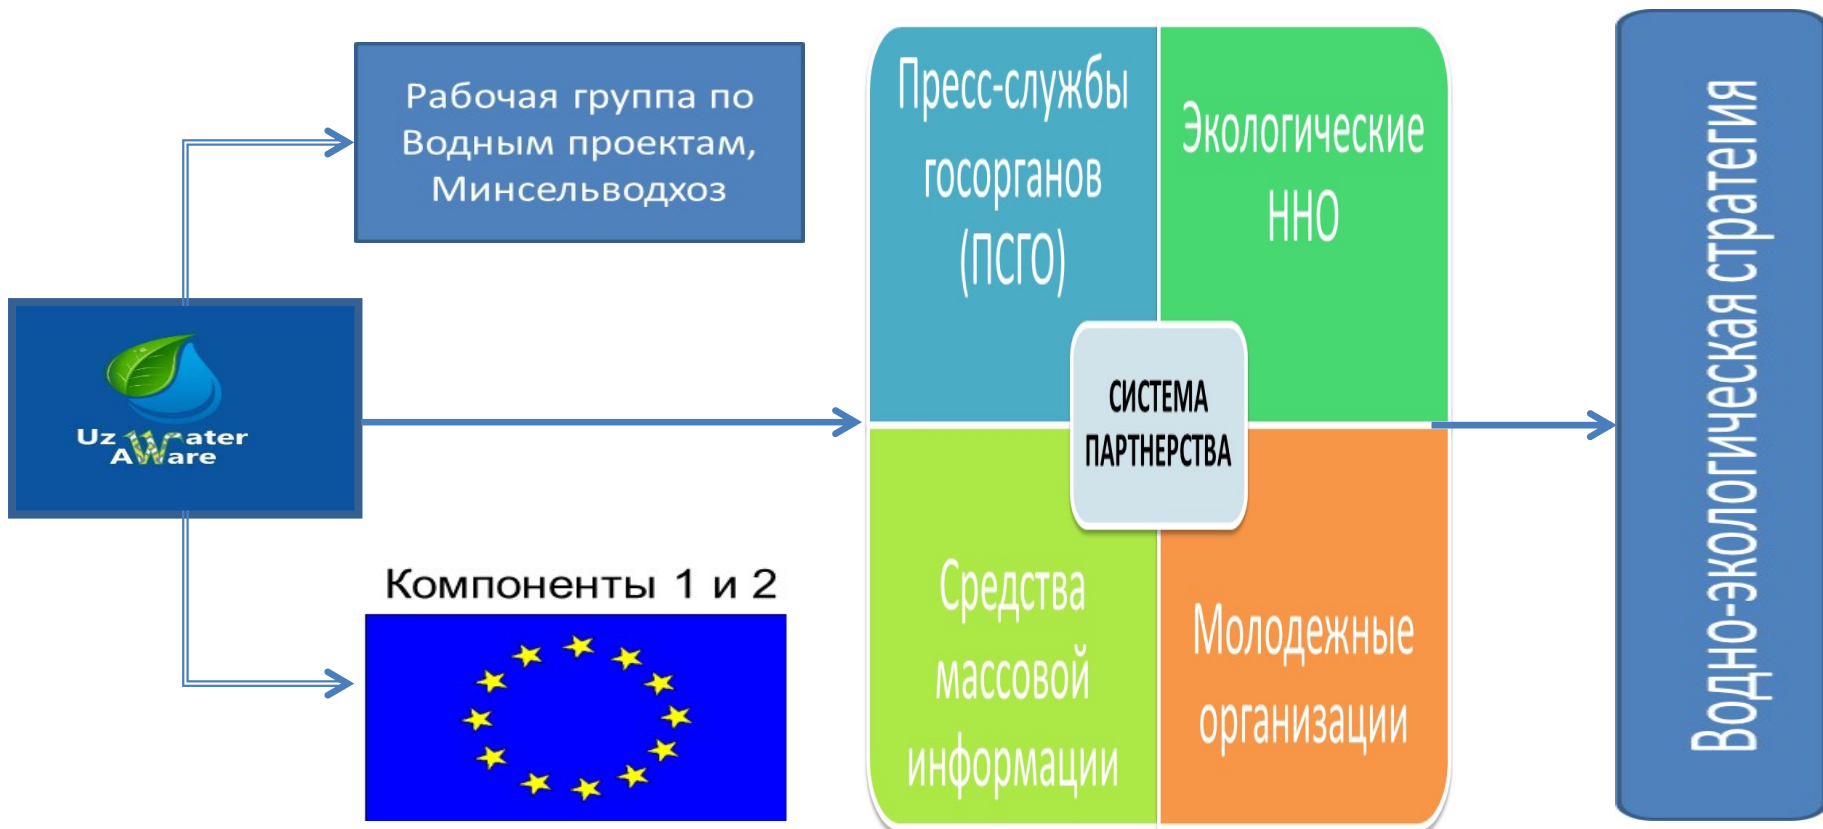 Рабочая группа по
Водным проектам,
Минсельводхоз
Uz Water
AWare
Компоненты 1 и 2
Пресс-службы
госорганов
(ПСГО)
Экологические
ННО
СИСТЕМА
ПАРТНЕРСТВА
Средства
массовой
информации
Молодежные
организации
Водно-экологическая стратегия